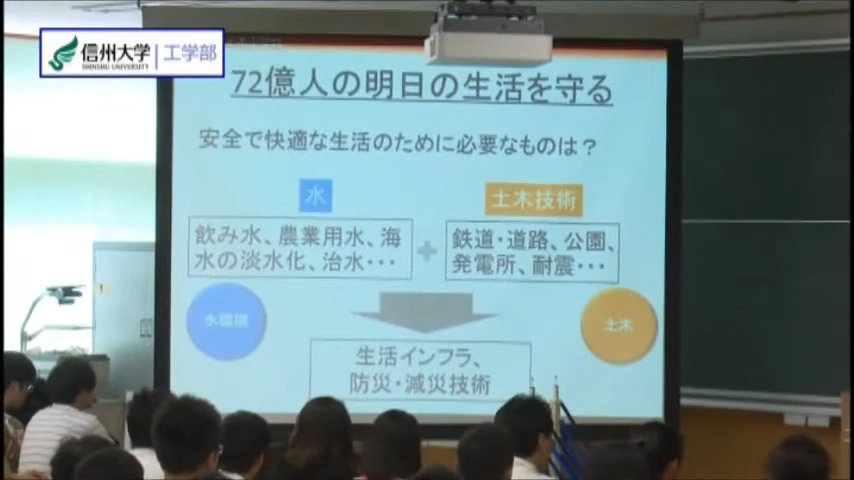 信州大学 工学部
SHINSHU UNIVERSITY
72億人の明日の生活を守る
安全で快適な生活のために必要なものは？
水
土木技術
飲み水、農業用水、海
水の淡水化、治水・・・
+
鉄道・道路、公園、
発電所、耐震・・・
水環境
土木
生活インフラ、
防災・減災技術